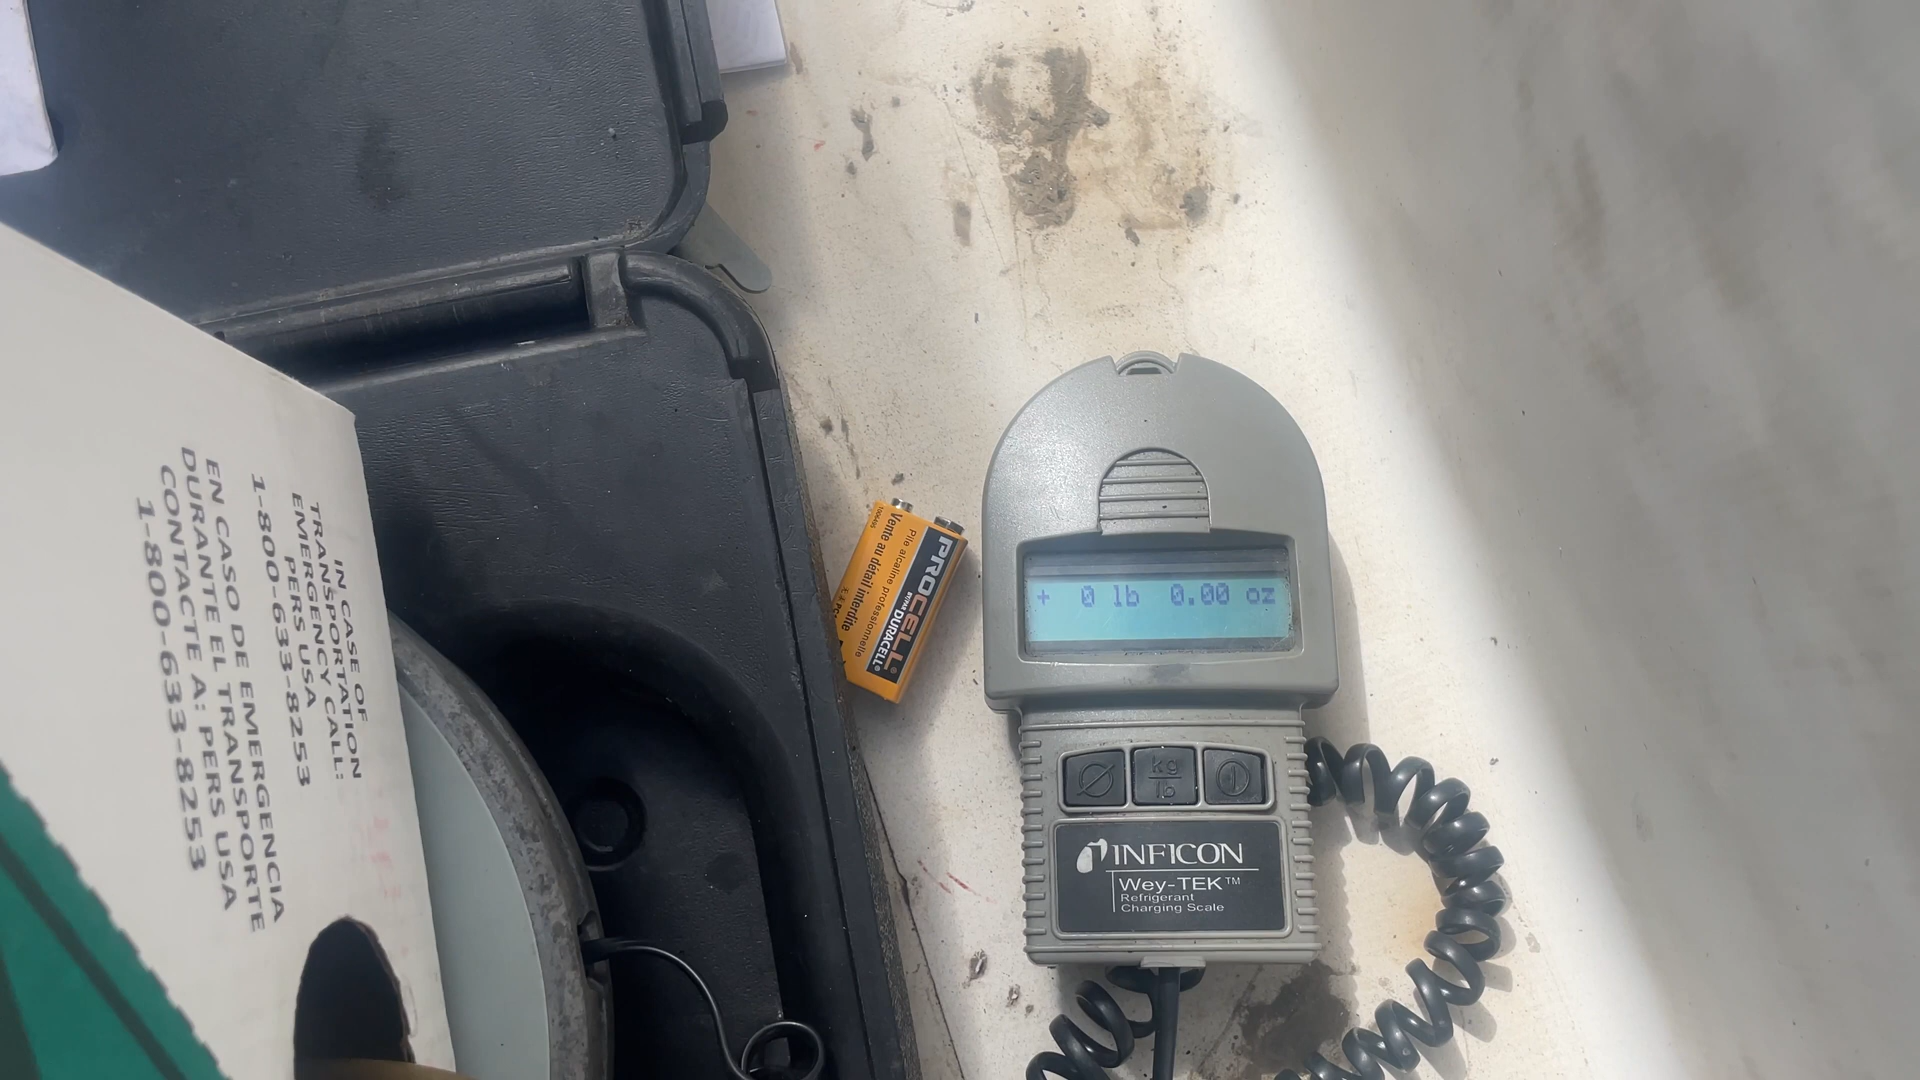 IN CASE OF
TRANSPORTATION
EMERGENCY CALL:
PERS USA
1-800-633-8253
EN CASO DE EMERGENCIA
DURANTE EL TRANSPORTE
CONTACTE A: PERS USA
1-800-633-8253
PROCELL®
BY/PAR DURACELL®
Pile alcaline professionnelle
Vente au détail interdite
+ 0 lb 0.00 oz
kg
lb
INFICON
Wey-TEK™
Refrigerant
Charging Scale